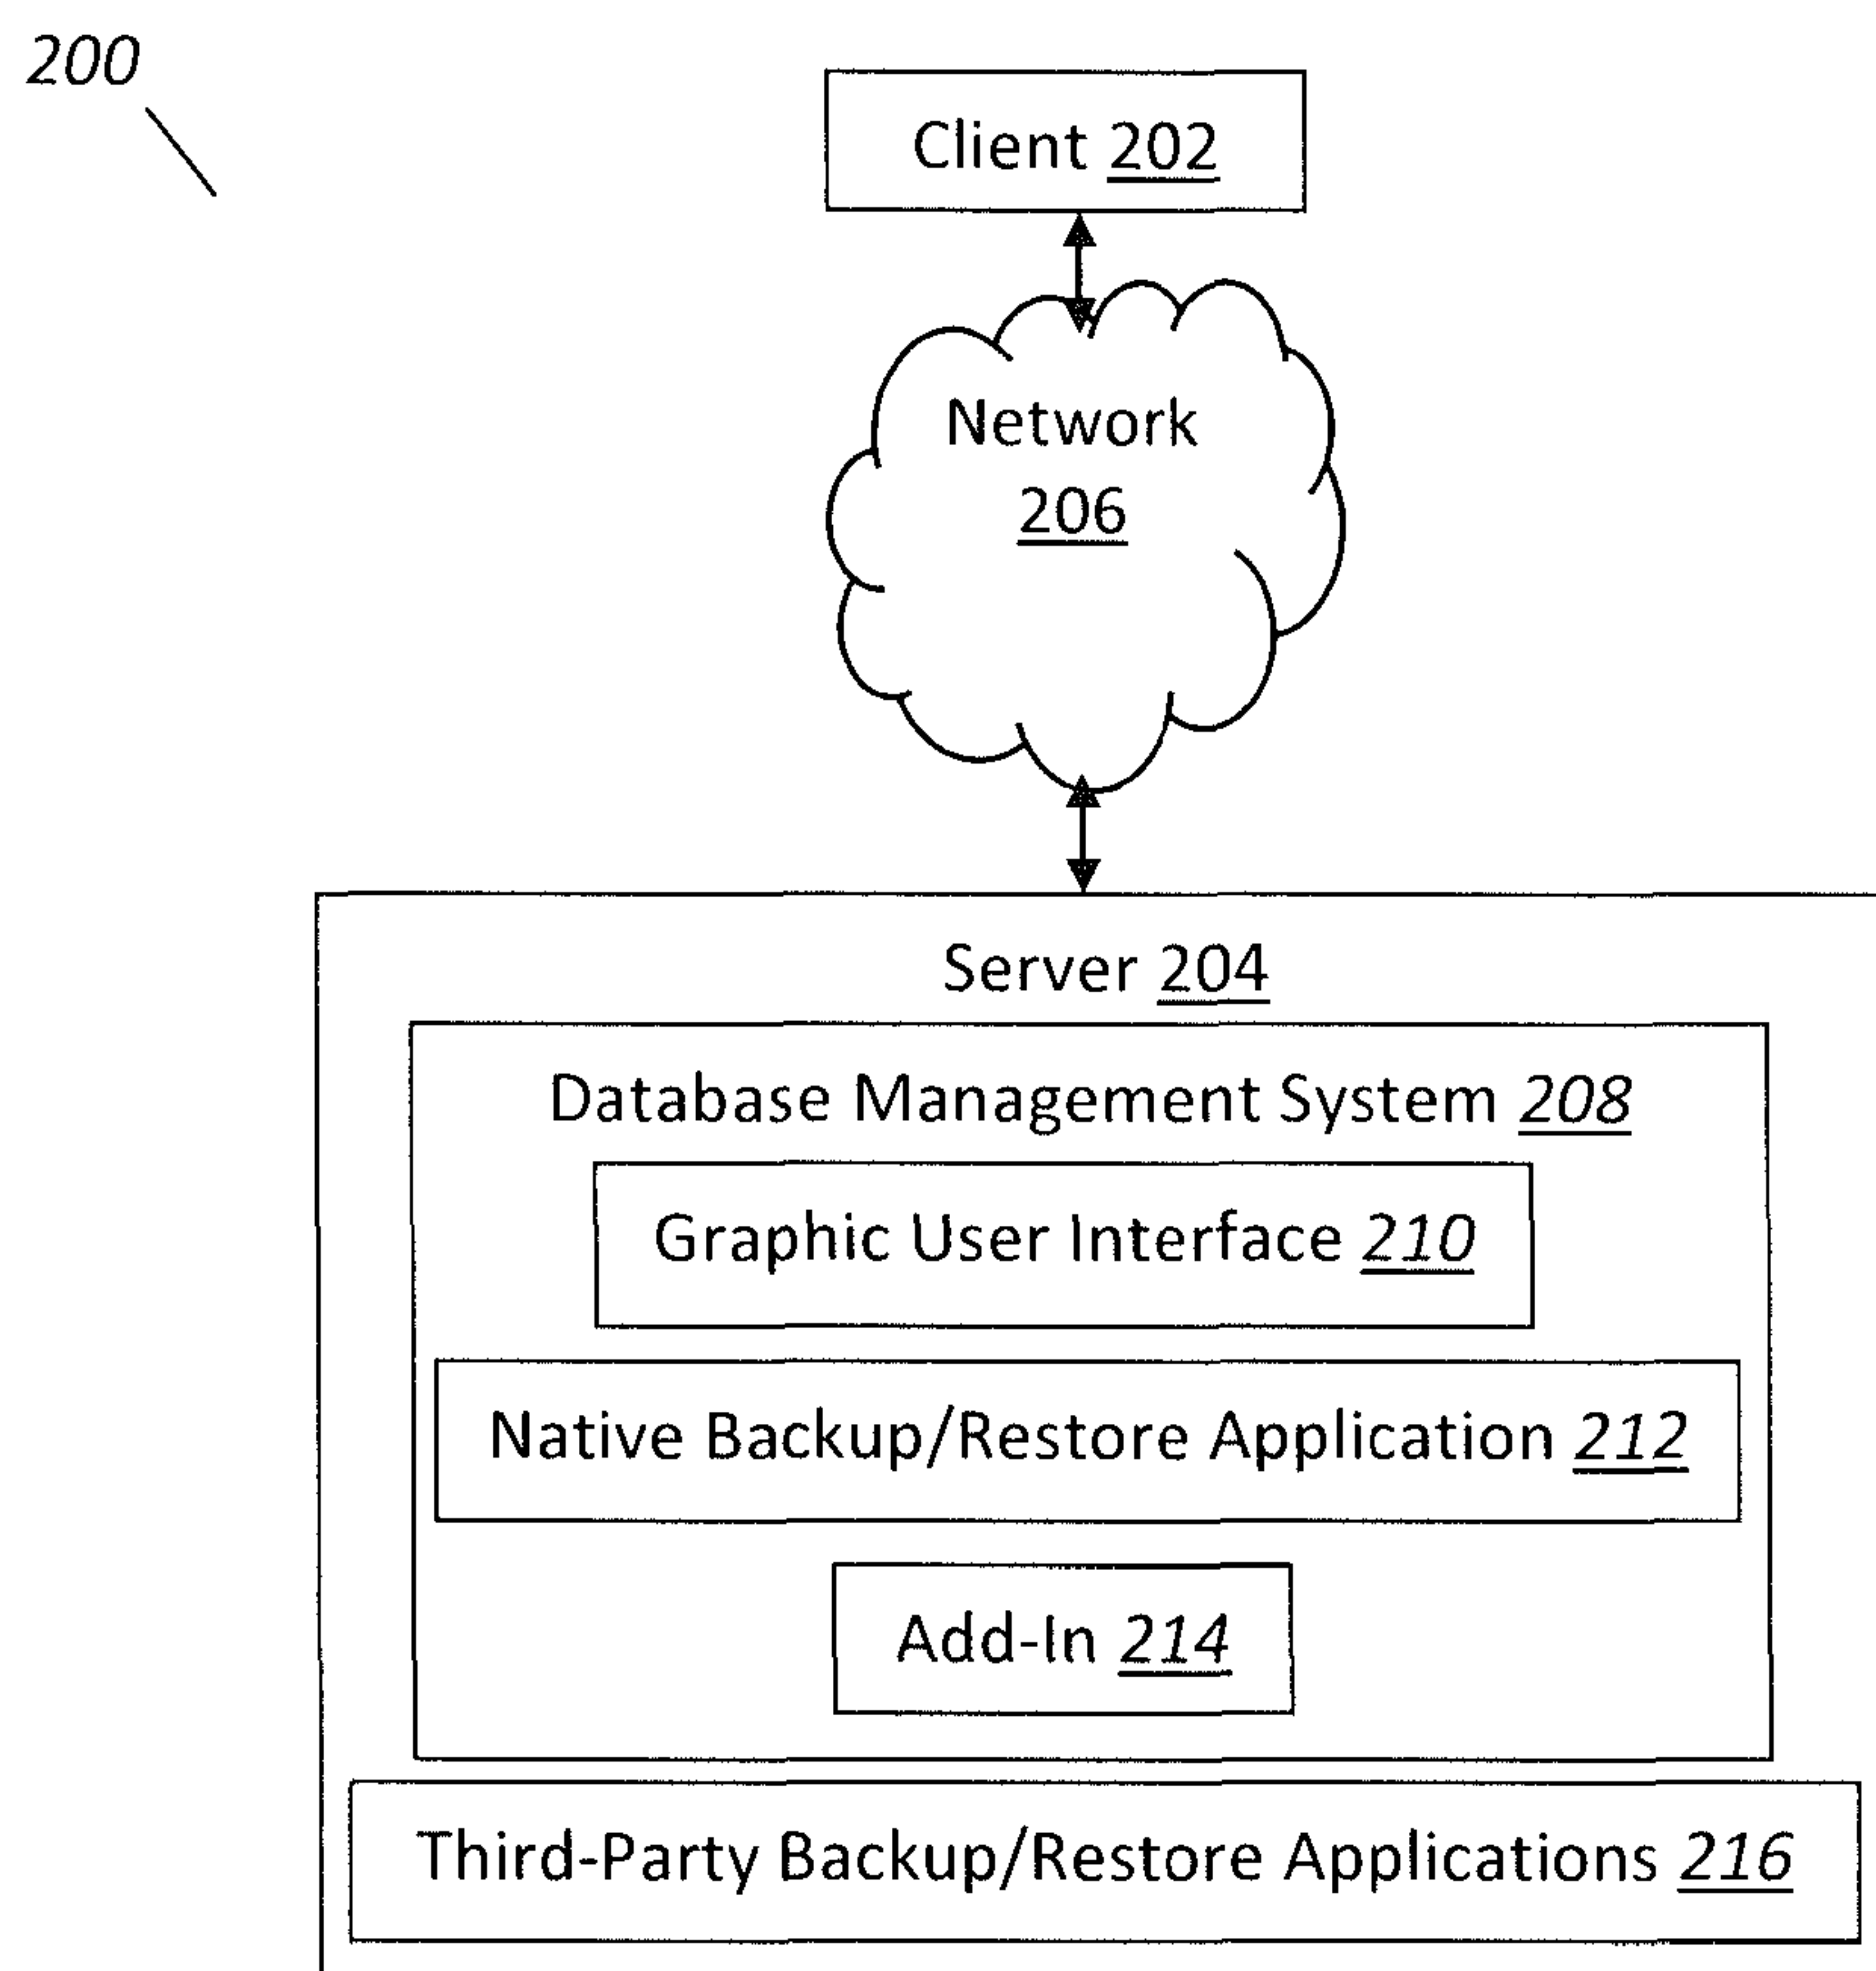 200
Client 202
Network
206
Server 204
Database Management System 208
Graphic User Interface 210
Native Backup/Restore Application 212
Add-In 214
Third-Party Backup/Restore Applications 216